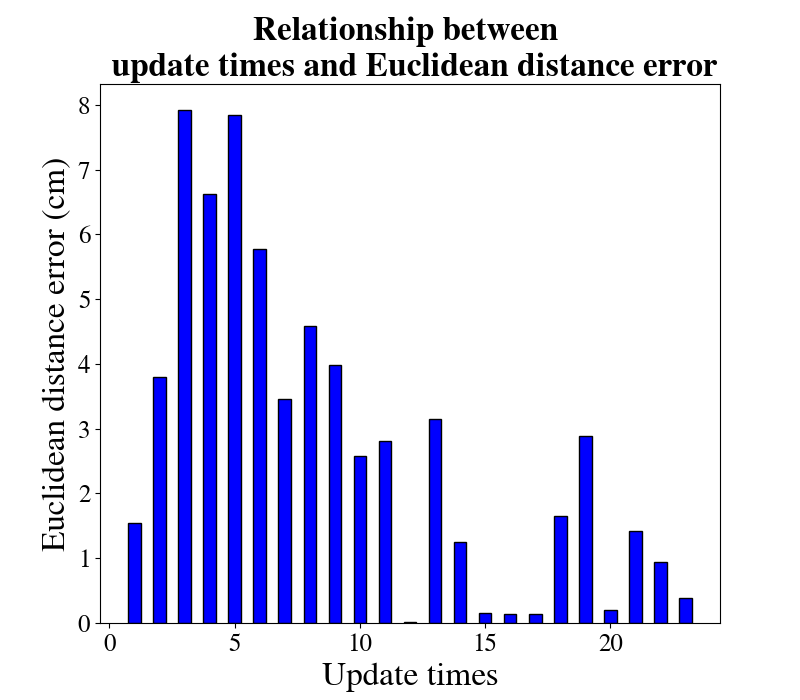 Relationship between
update times and Euclidean distance error
Euclidean distance error (cm)
8
7
6
5
4
3
2
1
0
0 5 10 15 20
Update times